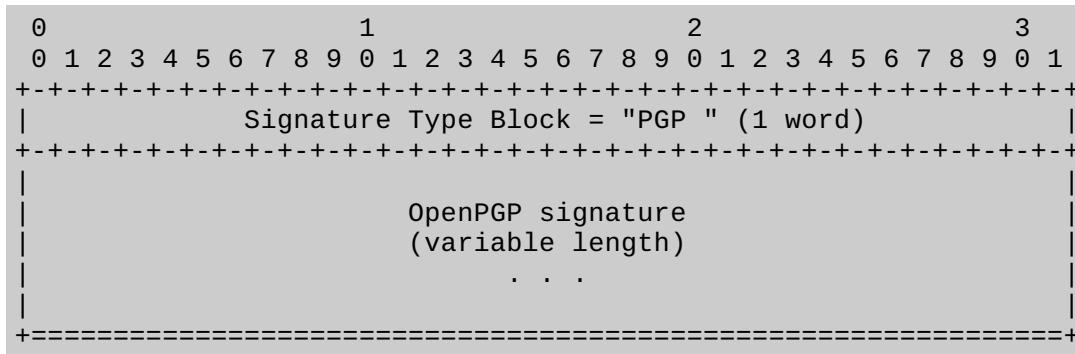 0                   1                   2                   3
 0 1 2 3 4 5 6 7 8 9 0 1 2 3 4 5 6 7 8 9 0 1 2 3 4 5 6 7 8 9 0 1
+-+-+-+-+-+-+-+-+-+-+-+-+-+-+-+-+-+-+-+-+-+-+-+-+-+-+-+-+-+-+-+-+
|             Signature Type Block = "PGP " (1 word)            |
+-+-+-+-+-+-+-+-+-+-+-+-+-+-+-+-+-+-+-+-+-+-+-+-+-+-+-+-+-+-+-+-+
|                                                               |
|                       OpenPGP signature                       |
|                       (variable length)                       |
|                             . . .                             |
|                                                               |
+===============================================================+